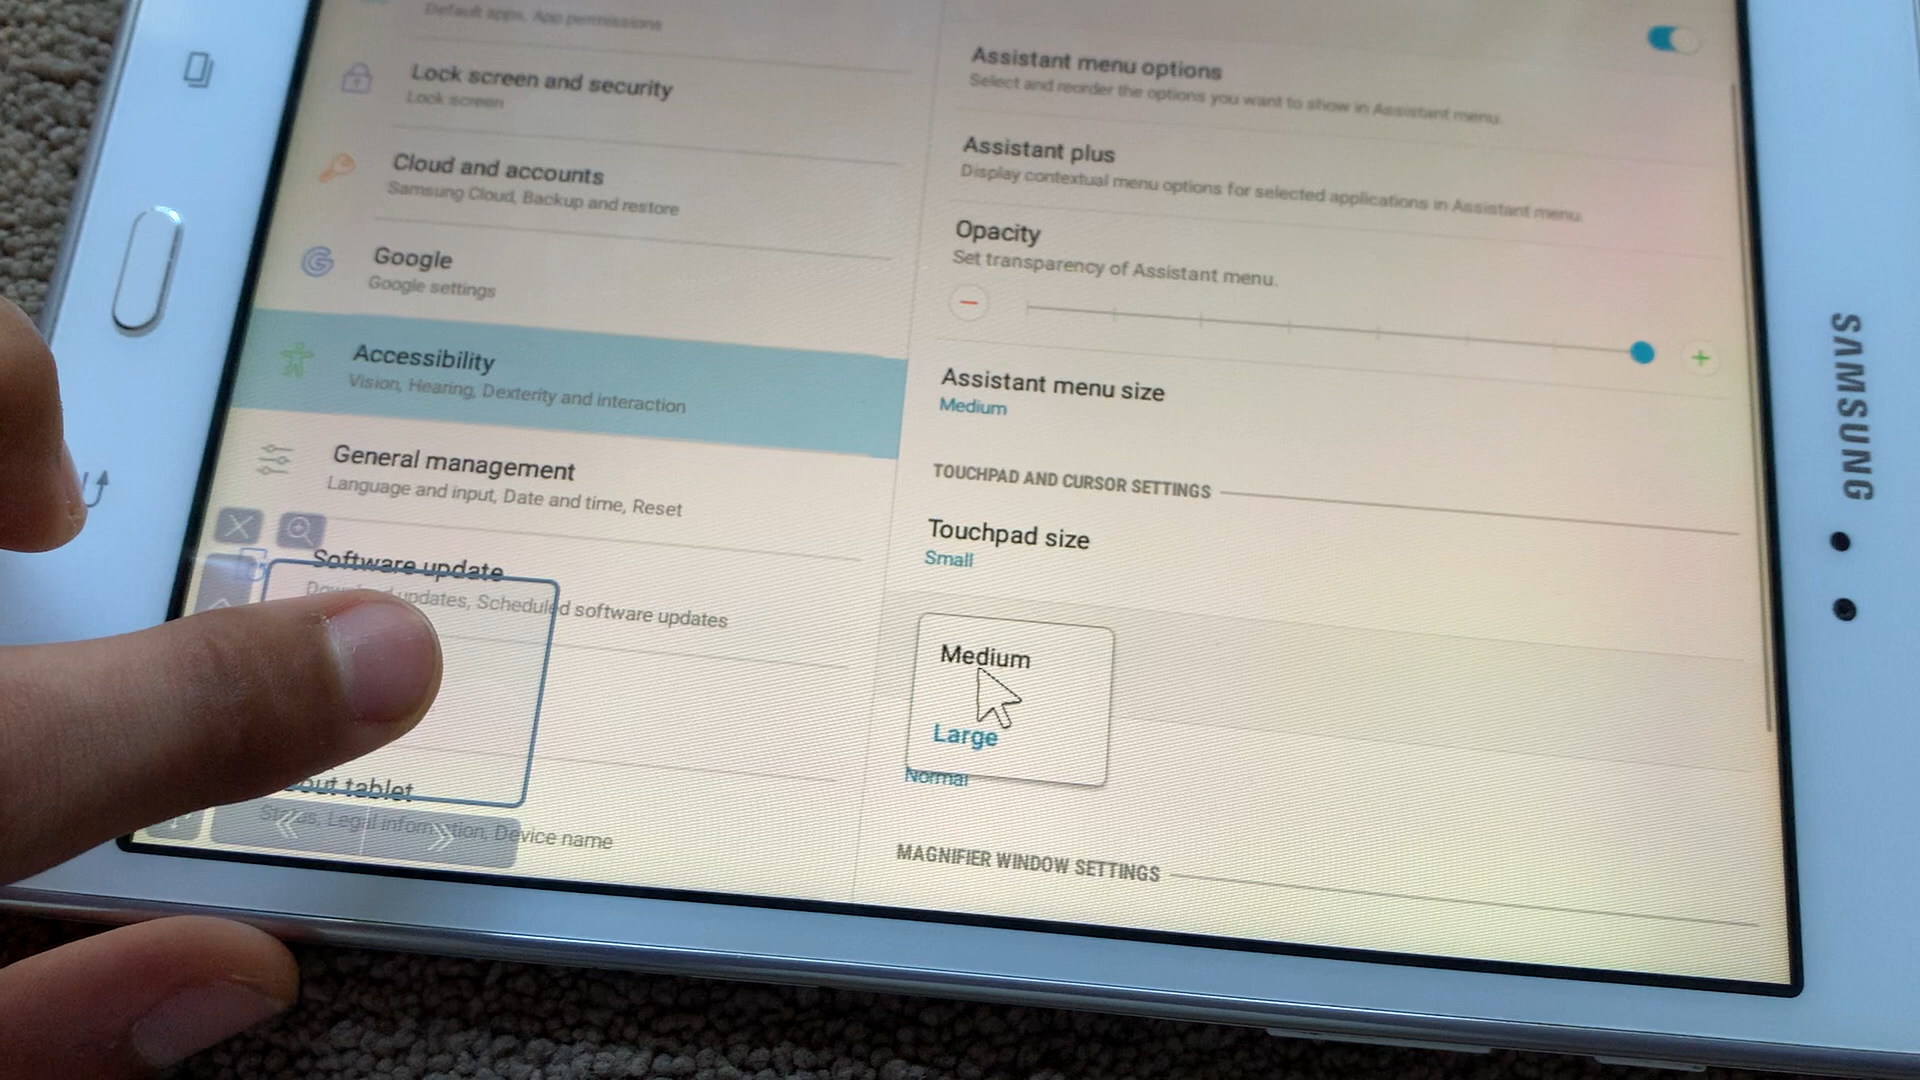 Default apps, App permissions
Lock screen and security
Lock screen
Cloud and accounts
Samsung Cloud, Backup and restore
Google
Google settings
Accessibility
Vision, Hearing, Dexterity and interaction
General management
Language and input, Date and time, Reset
Software update
updates, Scheduled software updates
out tablet
Status, Legal information, Device name
Assistant menu options
Select and reorder the options you want to show in Assistant menu.
Assistant plus
Display contextual menu options for selected applications in Assistant menu.
Opacity
Set transparency of Assistant menu.
Assistant menu size
Medium
TOUCHPAD AND CURSOR SETTINGS
Touchpad size
Small
Medium
Large
Normal
MAGNIFIER WINDOW SETTINGS
SAMSUNG